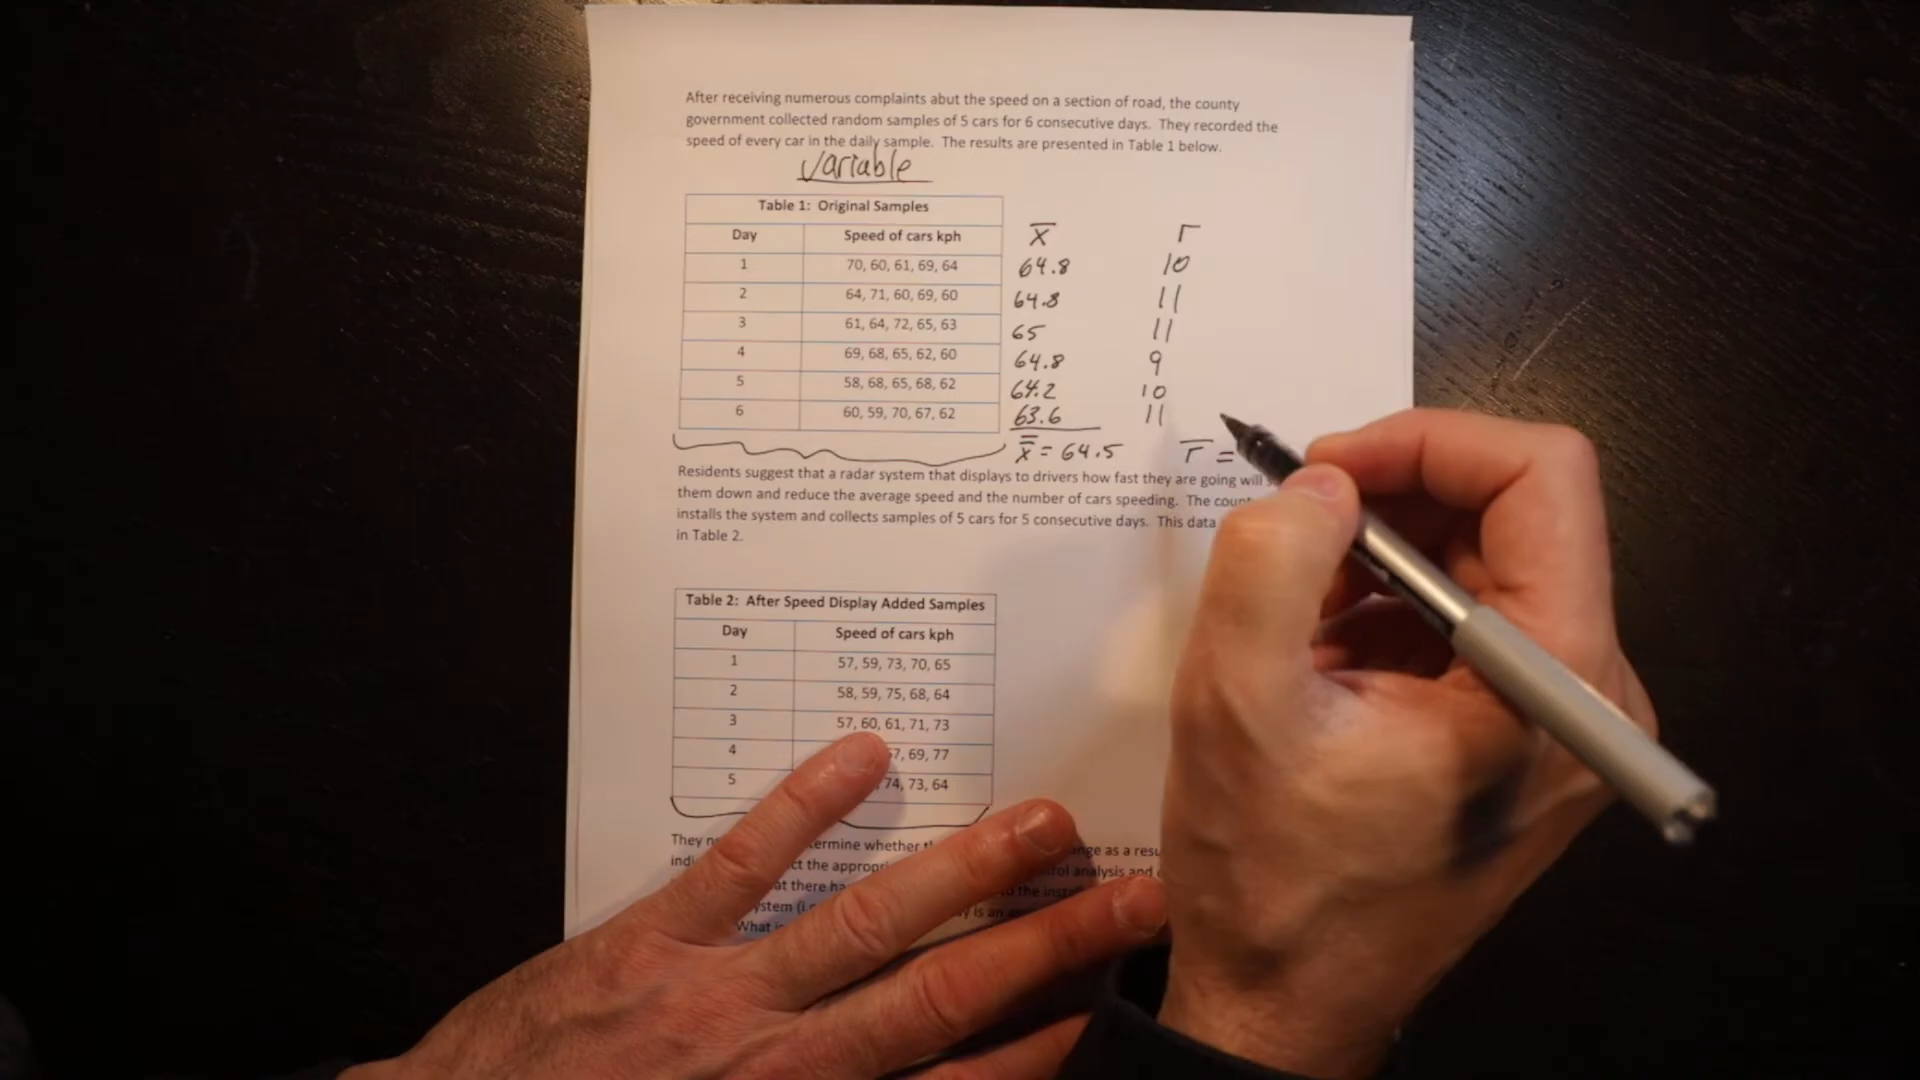 After receiving numerous complaints abut the speed on a section of road, the county
government collected random samples of 5 cars for 6 consecutive days. They recorded the
speed of every car in the daily sample. The results are presented in Table 1 below.
variable
Table 1: Original Samples
Day Speed of cars kph x̅ r
1 70, 60, 61, 69, 64 64.8 10
2 64, 71, 60, 69, 60 64.8 11
3 61, 64, 72, 65, 63 65 11
4 69, 68, 65, 62, 60 64.8 9
5 58, 68, 65, 68, 62 64.2 10
6 60, 59, 70, 67, 62 63.6 11
x̿ = 64.5 r̅ =
Residents suggest that a radar system that displays to drivers how fast they are going will
them down and reduce the average speed and the number of cars speeding. The
installs the system and collects samples of 5 cars for 5 consecutive days. This data
in Table 2.
Table 2: After Speed Display Added Samples
Day Speed of cars kph
1 57, 59, 73, 70, 65
2 58, 59, 75, 68, 64
3 57, 60, 61, 71, 73
4 69, 77
5 74, 73, 64
They whether
the
there to the
What